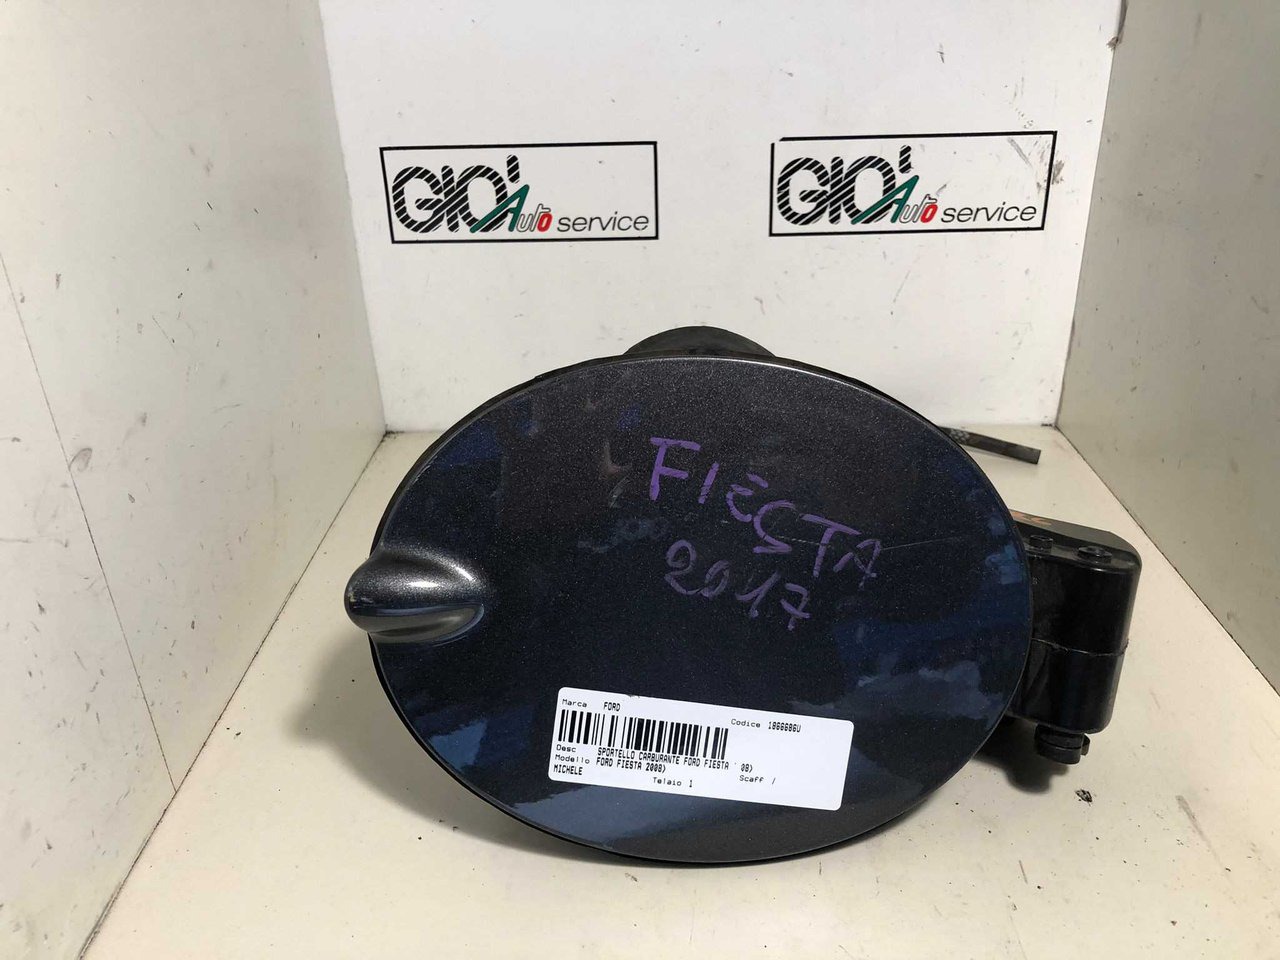 GIO' Auto service
GIO' Auto service
FIESTA
2017
Marca FORD
Codice 1866686U
Desc SPORTELLO CARBURANTE FORD FIESTA ' 08)
Modello FORD FIESTA 2008)
MICHELE Telaio 1 Scaff /